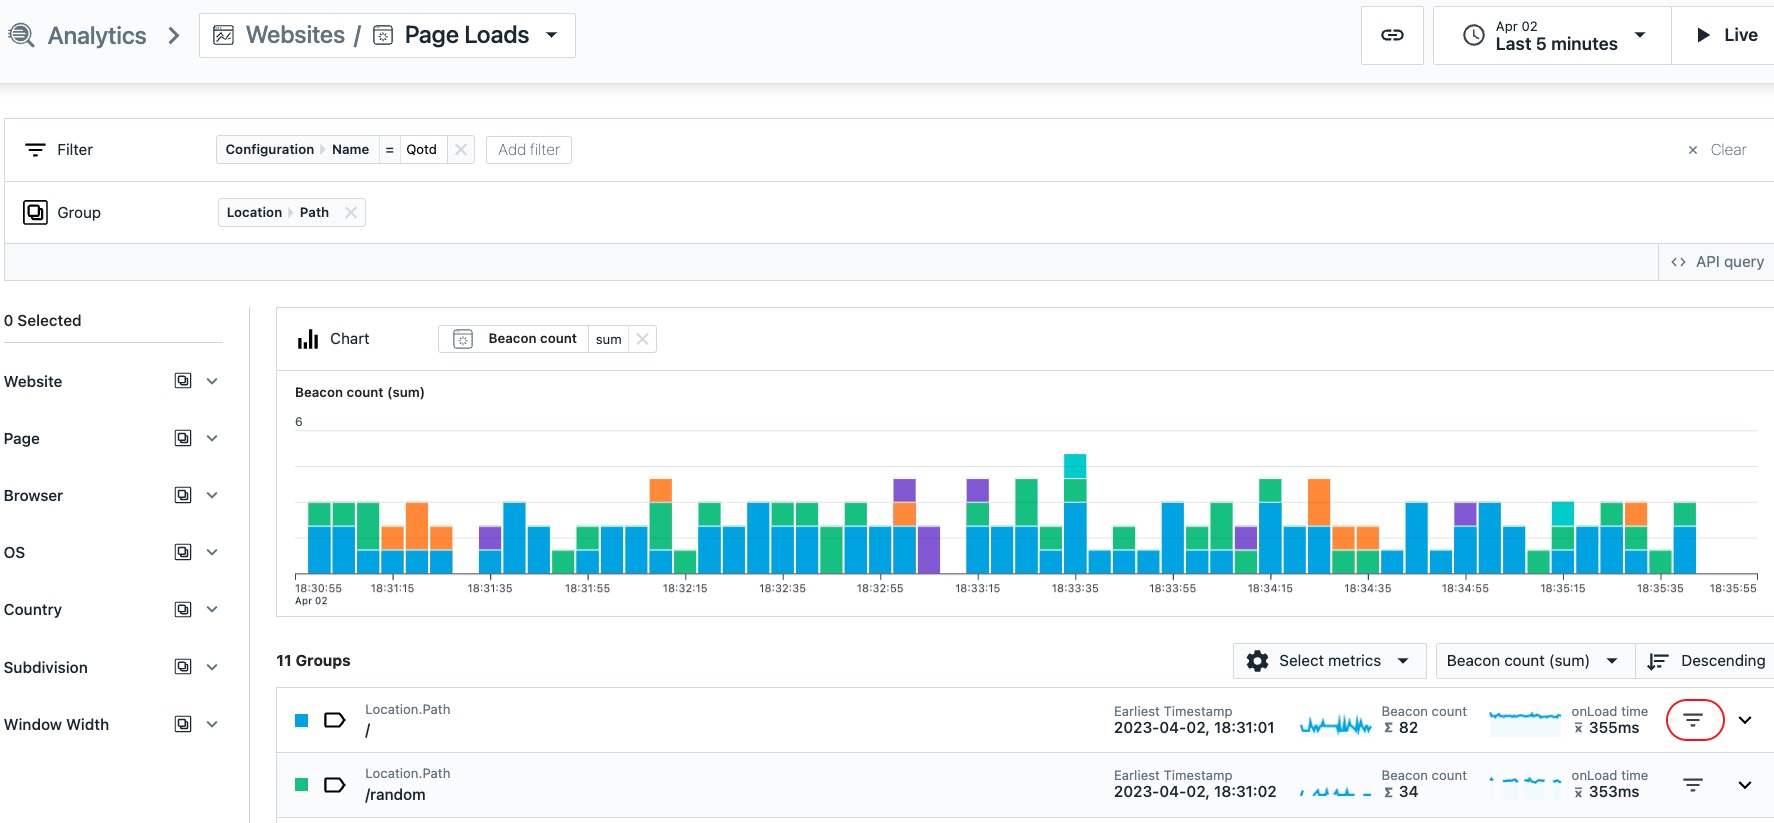 Analytics
Websites / Page Loads
Apr 02
Last 5 minutes
Live
Filter
Configuration Name = Qotd
Add filter
Clear
Group
Location Path
API query
0 Selected
Website
Page
Browser
OS
Country
Subdivision
Window Width
Chart
Beacon count sum
Beacon count (sum)
6
18:30:55 18:31:15 18:31:35 18:31:55 18:32:15 18:32:35 18:32:55 18:33:15 18:33:35 18:33:55 18:34:15 18:34:35 18:34:55 18:35:15 18:35:35 18:35:55
Apr 02
11 Groups
Select metrics
Beacon count (sum)
Descending
Location.Path
/
Earliest Timestamp
2023-04-02, 18:31:01
Beacon count
Σ 82
onLoad time
x̅ 355ms
Location.Path
/random
Earliest Timestamp
2023-04-02, 18:31:02
Beacon count
Σ 34
onLoad time
x̅ 353ms